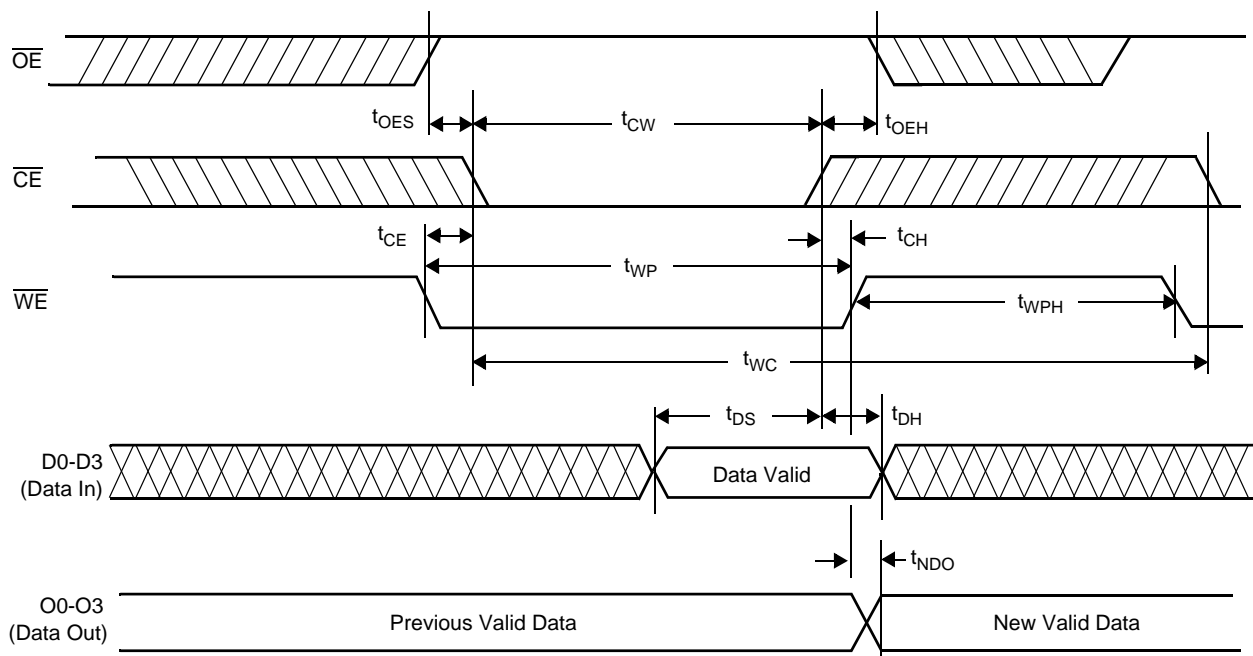 OE
tOES
tCW
tOEH
CE
tCE
tCH
tWP
WE
tWPH
tWC
tDS
tDH
D0-D3
(Data In)
Data Valid
tNDO
O0-O3
(Data Out)
Previous Valid Data
New Valid Data